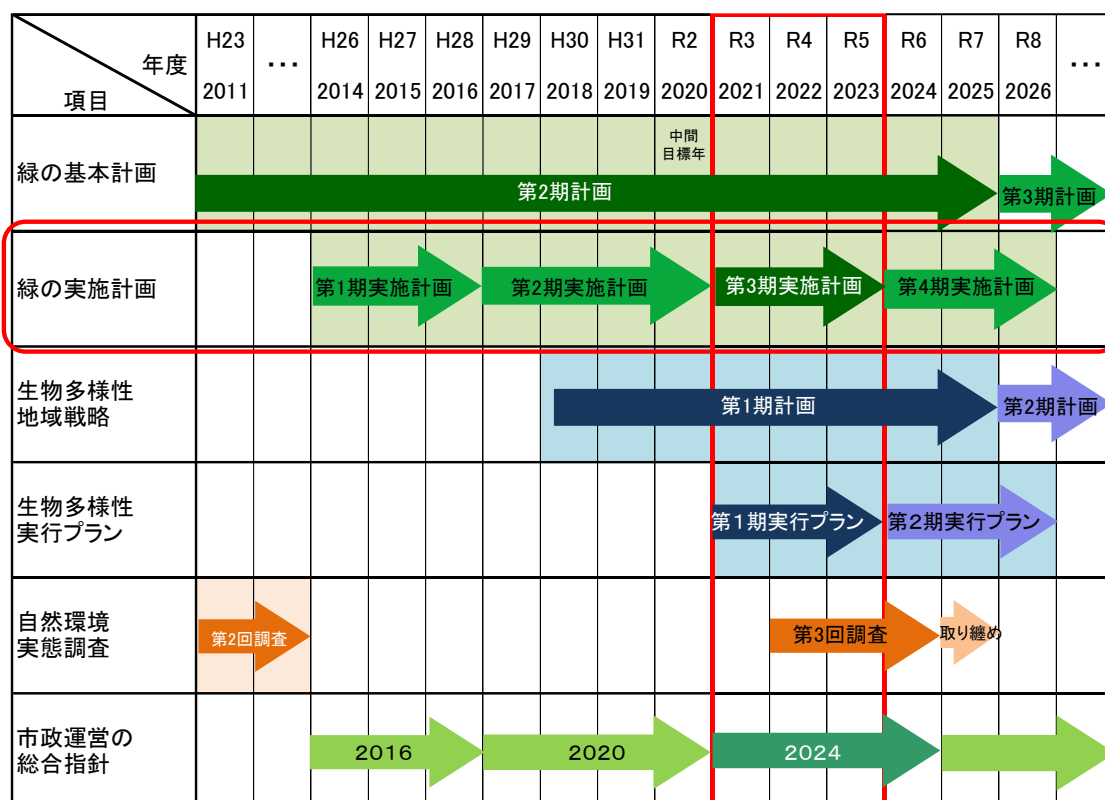 年度
項目
H23 ・・・ H26 H27 H28 H29 H30 H31 R2 R3 R4 R5 R6 R7 R8 ・・・
2011 2014 2015 2016 2017 2018 2019 2020 2021 2022 2023 2024 2025 2026
緑の基本計画
中間
目標年
第2期計画
第3期計画
緑の実施計画
第1期実施計画
第2期実施計画
第3期実施計画
第4期実施計画
生物多様性
地域戦略
第1期計画
第2期計画
生物多様性
実行プラン
第1期実行プラン
第2期実行プラン
自然環境
実態調査
第2回調査
第3回調査
取り纏め
市政運営の
総合指針
2016
2020
2024